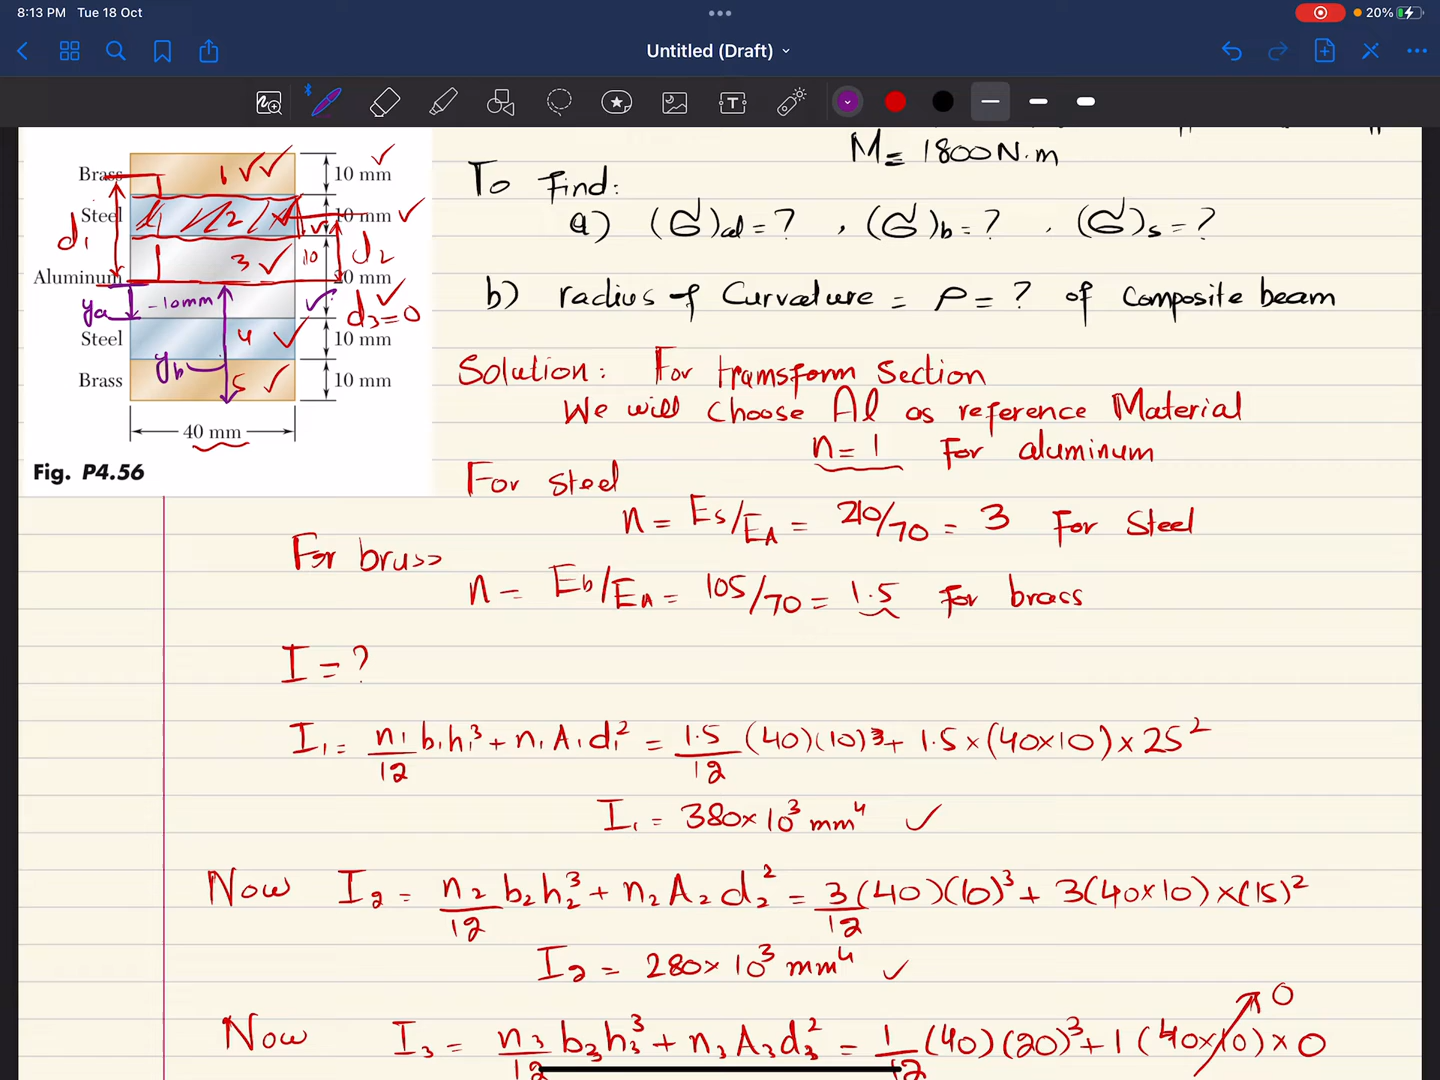 8:13 PM Tue 18 Oct
20%
Untitled (Draft)
M = 1800 N.m
To Find:
a) (σ)al = ? , (σ)b = ? , (σ)s = ?
b) radius of Curvature = ρ = ? of composite beam
Brass 1 10 mm
Steel 2 10 mm
d1 d2
3 10
Aluminum 20 mm
ya -10mm d3=0
Steel 4 10 mm
yb
Brass 5 10 mm
40 mm
Fig. P4.56
Solution: For transform Section
We will choose Al as reference Material
n = 1 For aluminum
For steel
n = Es/EA = 210/70 = 3 For Steel
For brass
n = Eb/EA = 105/70 = 1.5 For brass
I = ?
I1 = n1/12 b1h1³ + n1A1d1² = 1.5/12 (40)(10)³ + 1.5 × (40×10) × 25²
I1 = 380×10³ mm⁴ ✓
Now I2 = n2/12 b2h2³ + n2A2d2² = 3/12 (40)(10)³ + 3(40×10) × (15)²
I2 = 280×10³ mm⁴ ✓
Now I3 = n3/12 b3h3³ + n3A3d3² = 1/12 (40)(20)³ + 1(40×10) × 0 → 0